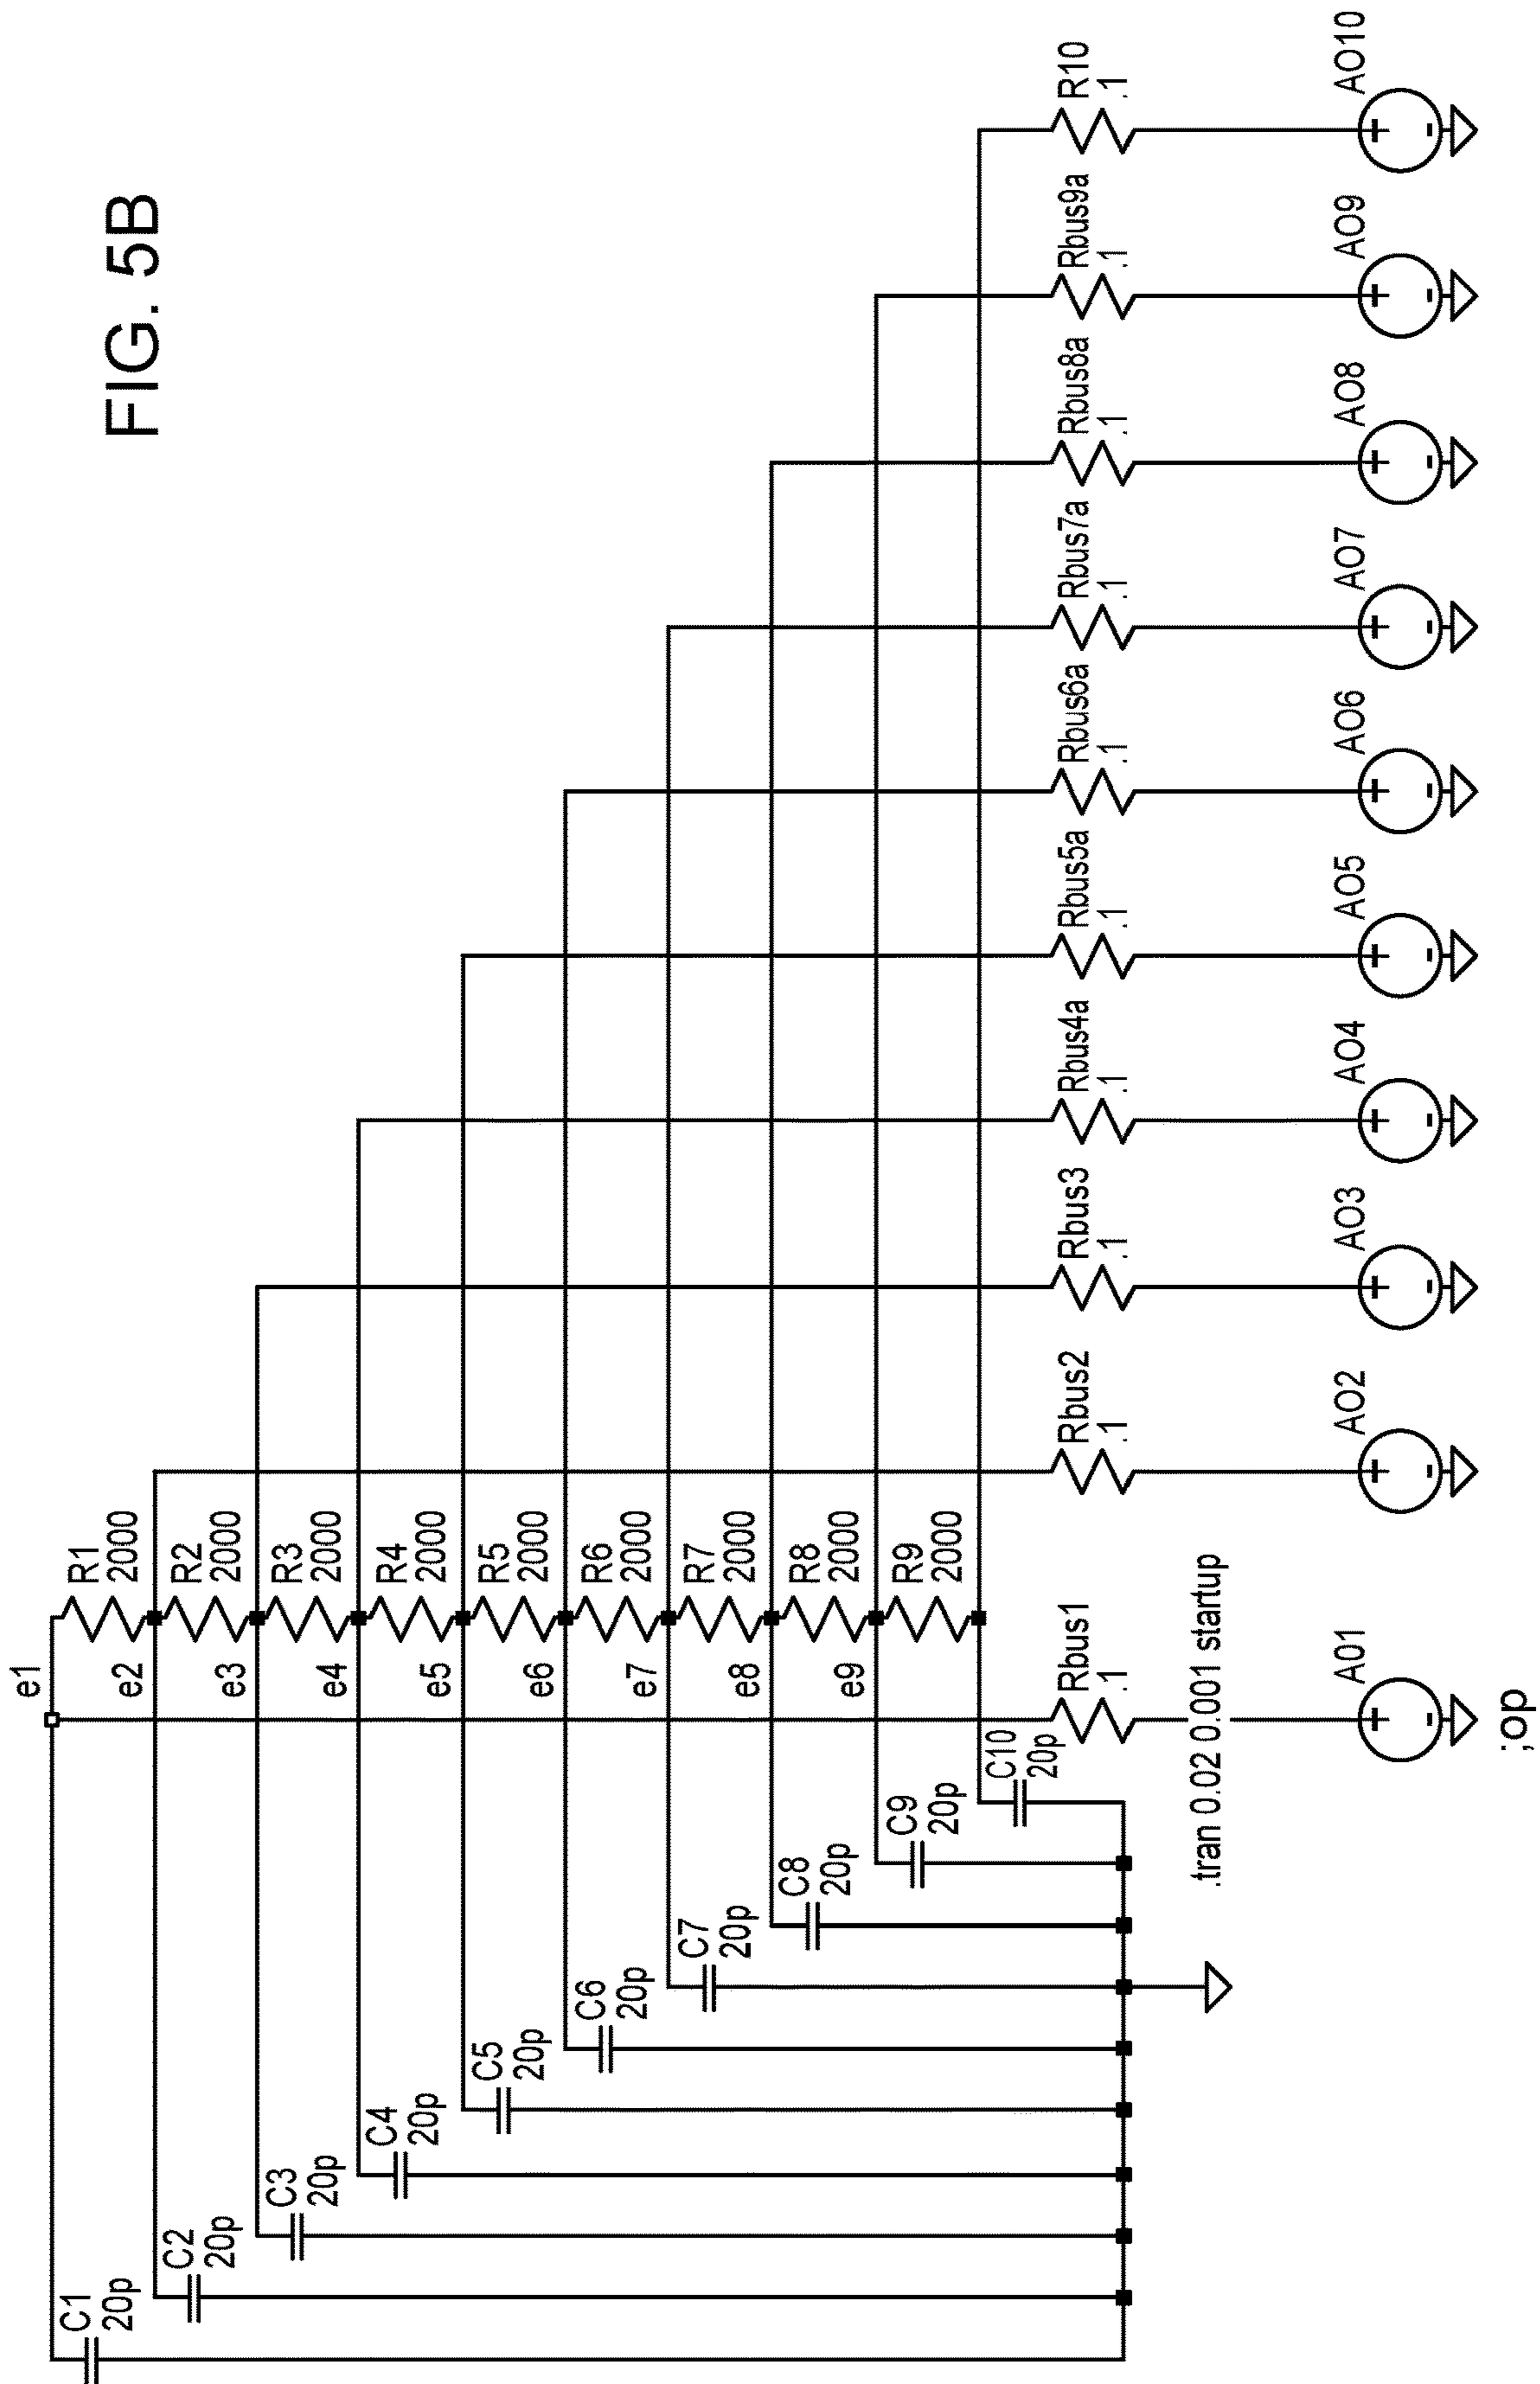 FIG. 5B
C1
20p
C2
20p
C3
20p
C4
20p
C5
20p
C6
20p
C7
20p
C8
20p
C9
20p
C10
20p
e1
e2
e3
e4
e5
e6
e7
e8
e9
R1
2000
R2
2000
R3
2000
R4
2000
R5
2000
R6
2000
R7
2000
R8
2000
R9
2000
Rbus1
.1
Rbus2
.1
Rbus3
.1
Rbus4a
.1
Rbus5a
.1
Rbus6a
.1
Rbus7a
.1
Rbus8a
.1
Rbus9a
.1
R10
.1
.tran 0.02 0.001 startup
A01
AO2
AO3
AO4
AO5
AO6
AO7
AO8
AO9
AO10
;op